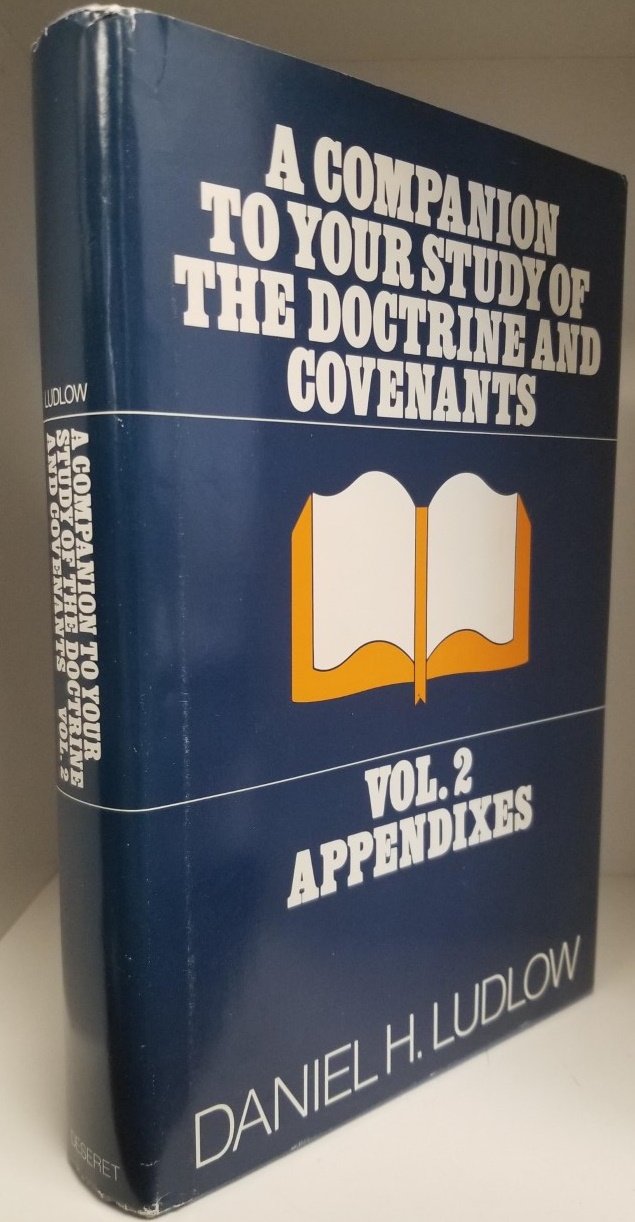 A COMPANION
TO YOUR STUDY OF
THE DOCTRINE AND
COVENANTS
VOL. 2
APPENDIXES
DANIEL H. LUDLOW
LUDLOW
A COMPANION TO YOUR
STUDY OF THE DOCTRINE
AND COVENANTS VOL. 2
DESERET